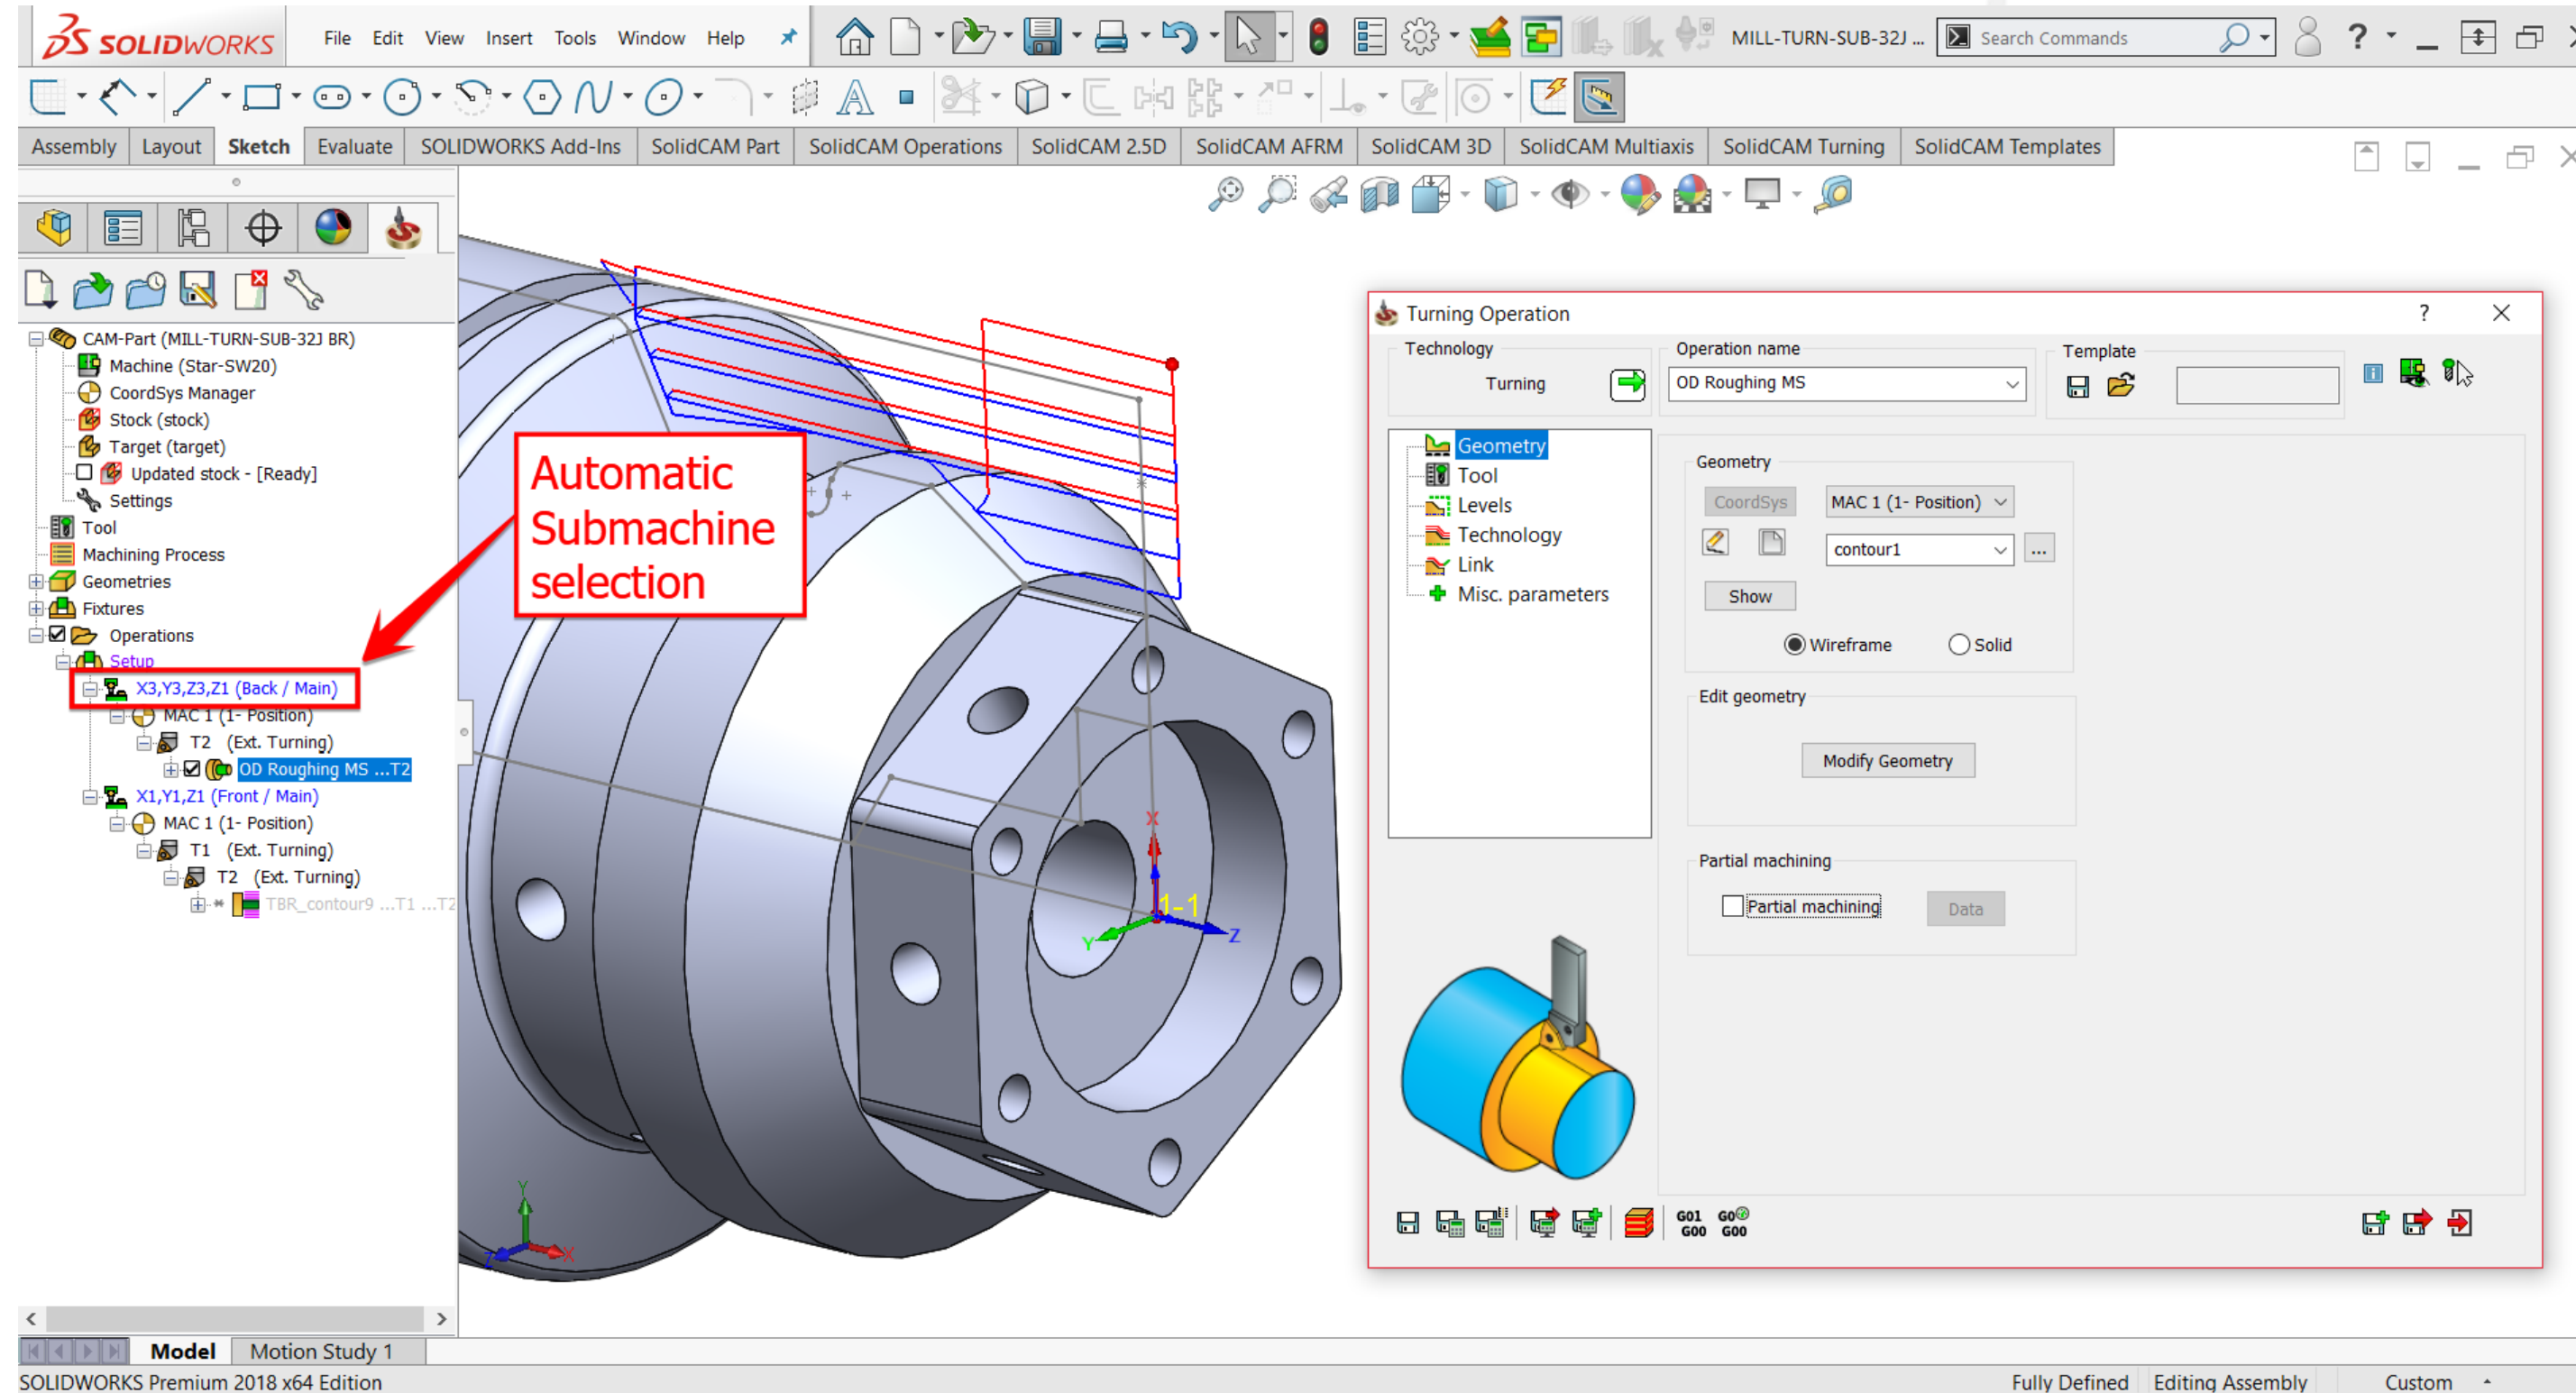 SOLIDWORKS File Edit View Insert Tools Window Help MILL-TURN-SUB-32J ... Search Commands ?
Assembly Layout Sketch Evaluate SOLIDWORKS Add-Ins SolidCAM Part SolidCAM Operations SolidCAM 2.5D SolidCAM AFRM SolidCAM 3D SolidCAM Multiaxis SolidCAM Turning SolidCAM Templates
CAM-Part (MILL-TURN-SUB-32J BR)
Machine (Star-SW20)
CoordSys Manager
Stock (stock)
Target (target)
Updated stock - [Ready]
Settings
Tool
Machining Process
Geometries
Fixtures
Operations
Setup
X3,Y3,Z3,Z1 (Back / Main)
MAC 1 (1- Position)
T2 (Ext. Turning)
OD Roughing MS ...T2
X1,Y1,Z1 (Front / Main)
MAC 1 (1- Position)
T1 (Ext. Turning)
T2 (Ext. Turning)
TBR_contour9 ...T1 ...T2
Automatic
Submachine
selection
X
1-1
Y
Z
Y
Z
X
Turning Operation ?
Technology
Turning
Operation name
OD Roughing MS
Template
Geometry
Tool
Levels
Technology
Link
Misc. parameters
Geometry
CoordSys MAC 1 (1- Position)
contour1 ...
Show
Wireframe Solid
Edit geometry
Modify Geometry
Partial machining
Partial machining Data
G01 G0
G00 G00
Model Motion Study 1
SOLIDWORKS Premium 2018 x64 Edition Fully Defined Editing Assembly Custom